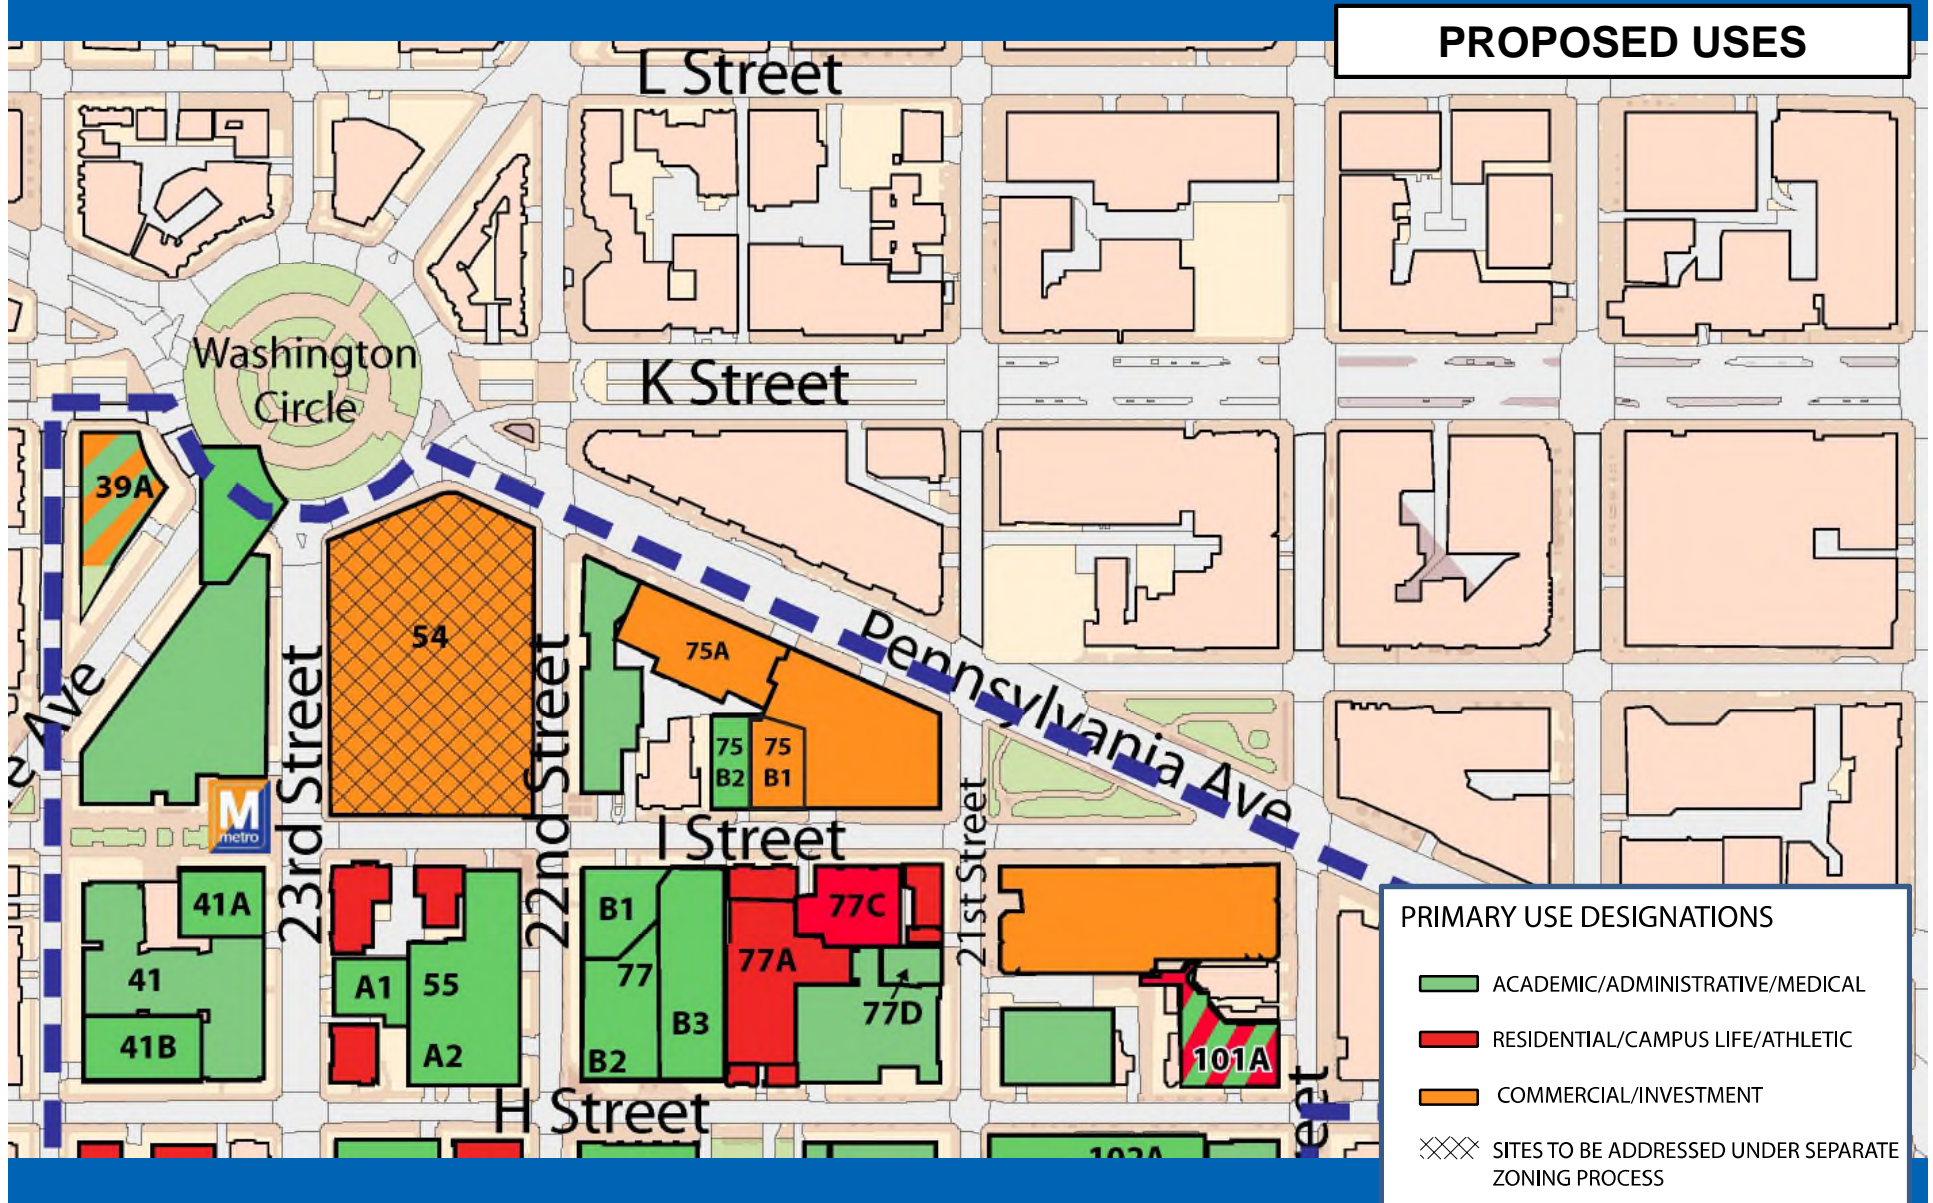 PROPOSED USES
L Street
Washington
Circle
K Street
39A
54
75A
75
B2
75
B1
Pennsylvania Ave
Ave
23rd Street
22nd Street
21st Street
M
metro
I Street
41A
41
41B
A1
55
A2
B1
77
B2
B3
77A
77C
77D
101A
H Street
102A
PRIMARY USE DESIGNATIONS
ACADEMIC/ADMINISTRATIVE/MEDICAL
RESIDENTIAL/CAMPUS LIFE/ATHLETIC
COMMERCIAL/INVESTMENT
SITES TO BE ADDRESSED UNDER SEPARATE
ZONING PROCESS